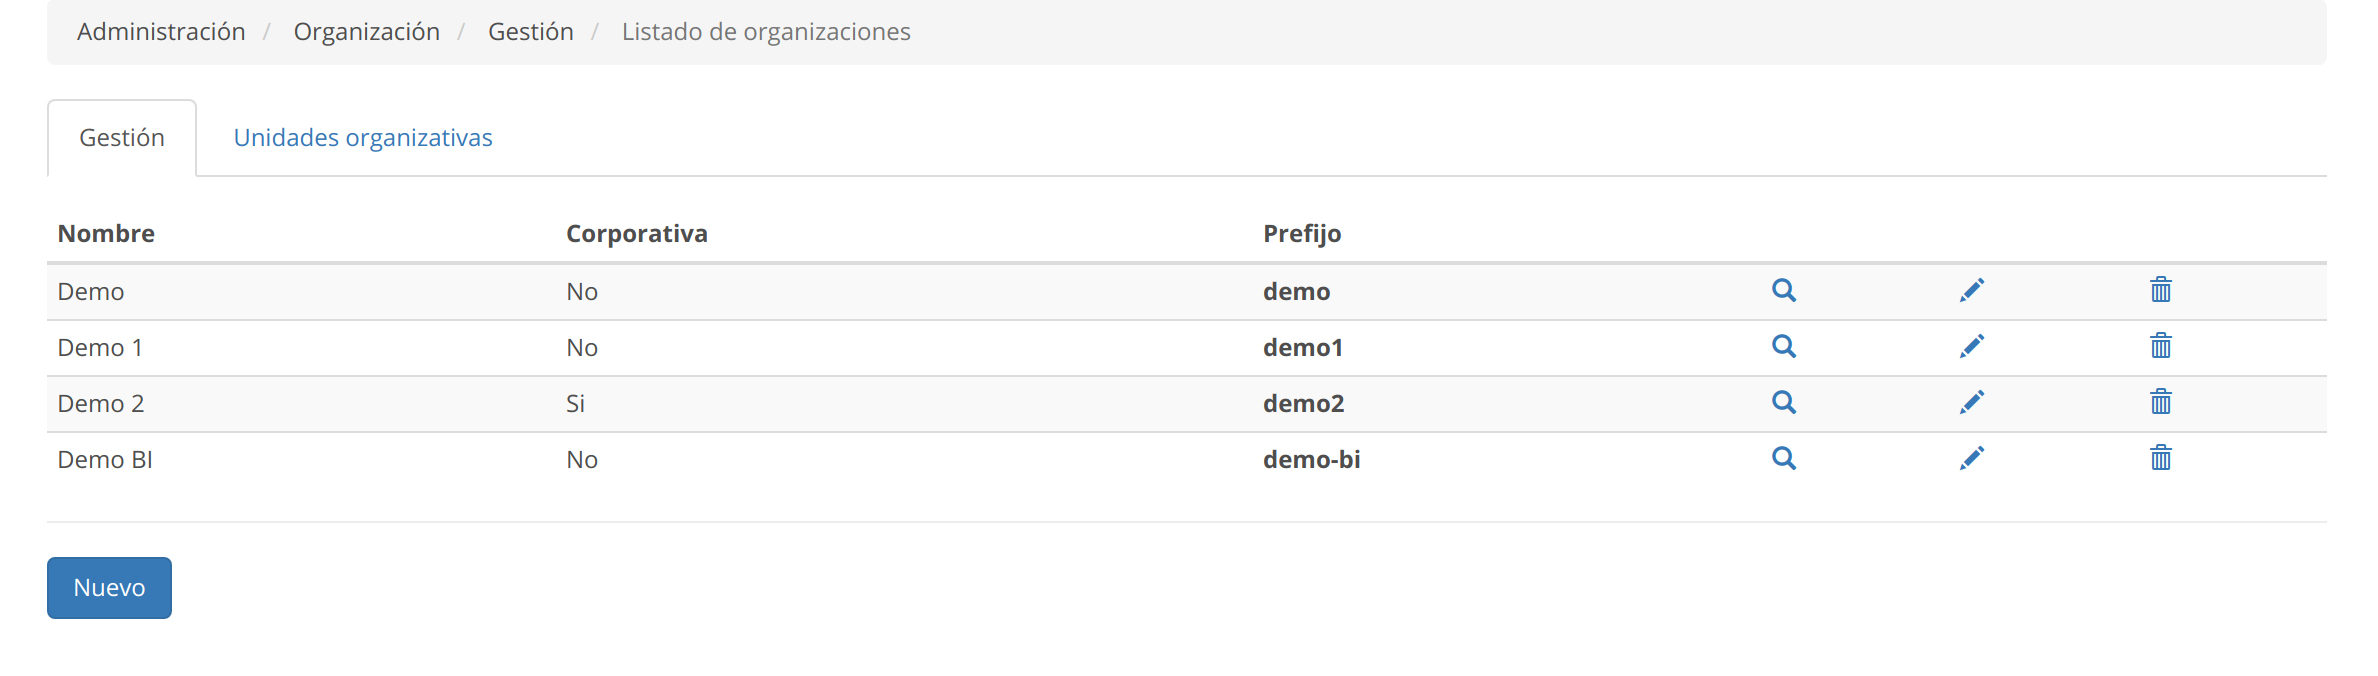 Administración / Organización / Gestión / Listado de organizaciones
Gestión Unidades organizativas
Nombre Corporativa Prefijo
Demo No demo
Demo 1 No demo1
Demo 2 Si demo2
Demo BI No demo-bi
Nuevo